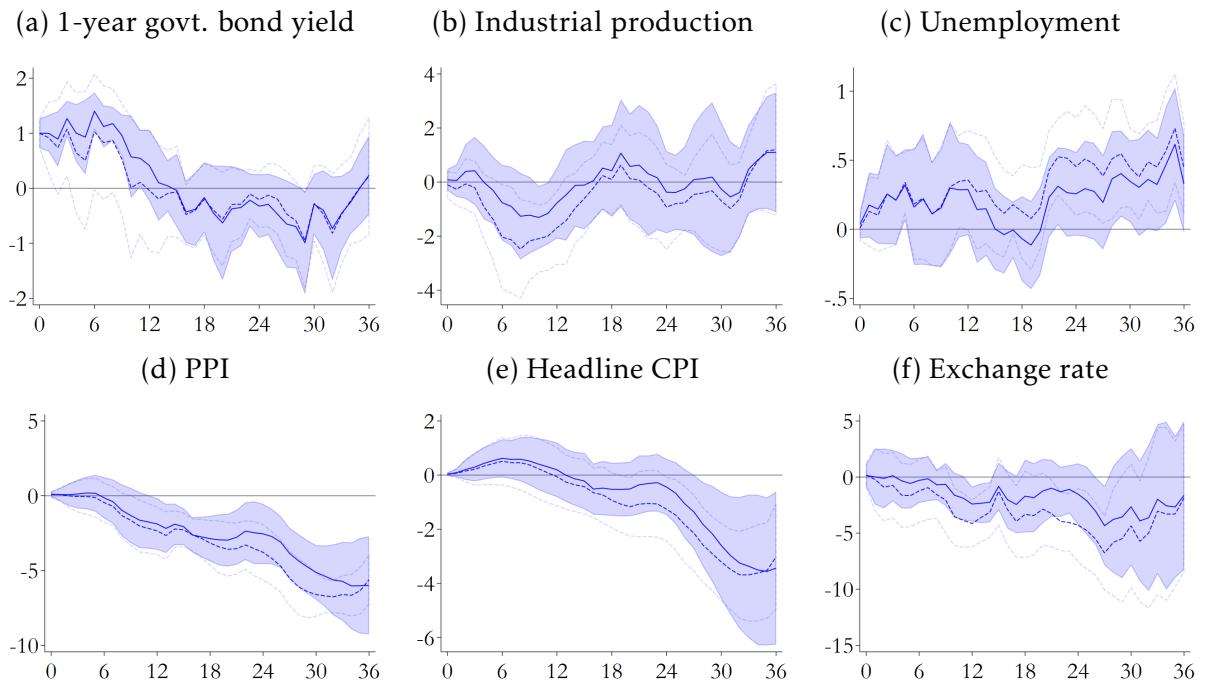 (a) 1-year govt. bond yield
(b) Industrial production
(c) Unemployment
2
1
0
-1
-2
0 6 12 18 24 30 36
4
2
0
-2
-4
0 6 12 18 24 30 36
1
.5
0
-.5
0 6 12 18 24 30 36
(d) PPI
(e) Headline CPI
(f) Exchange rate
5
0
-5
-10
0 6 12 18 24 30 36
2
0
-2
-4
-6
0 6 12 18 24 30 36
5
0
-5
-10
-15
0 6 12 18 24 30 36